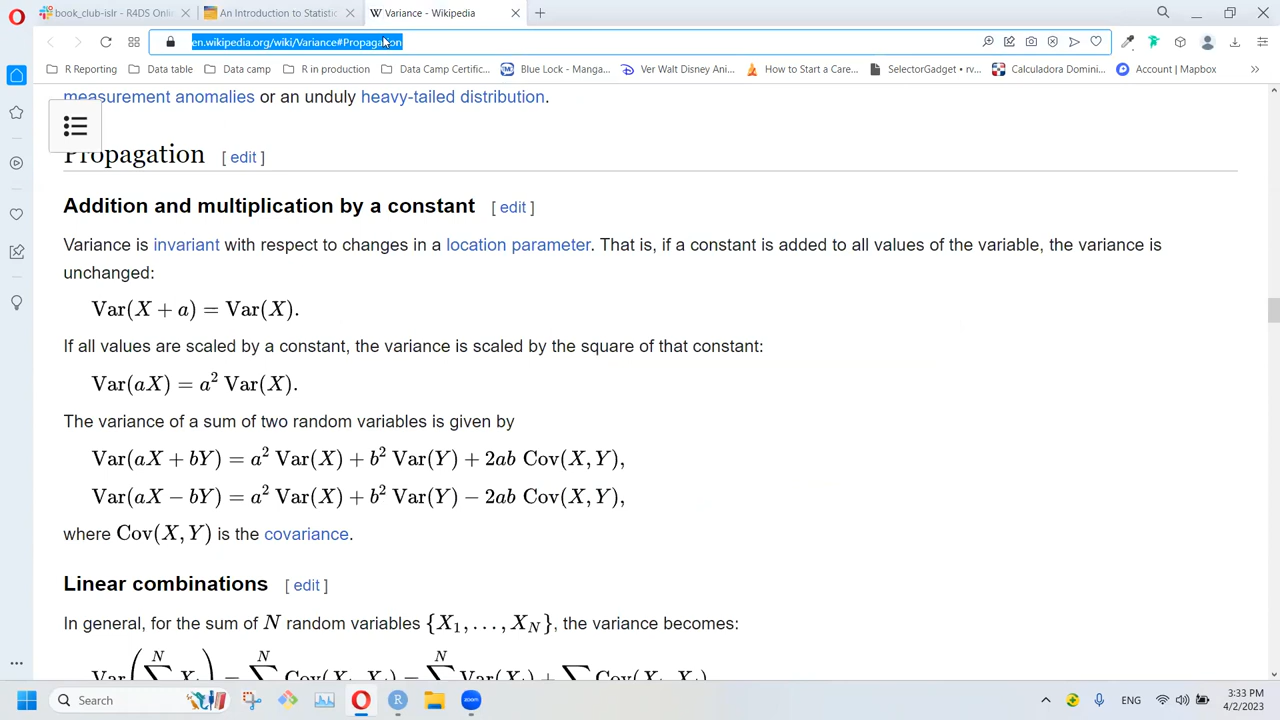 book_club-islr - R4DS Onli
An Introduction to Statistic
Variance - Wikipedia
en.wikipedia.org/wiki/Variance#Propagation
R Reporting
Data table
Data camp
R in production
Data Camp Certific...
Blue Lock - Manga...
Ver Walt Disney Ani...
How to Start a Care...
SelectorGadget • rv...
Calculadora Domini...
Account | Mapbox
measurement anomalies or an unduly heavy-tailed distribution.
Propagation [ edit ]
Addition and multiplication by a constant [ edit ]
Variance is invariant with respect to changes in a location parameter. That is, if a constant is added to all values of the variable, the variance is
unchanged:
Var(X + a) = Var(X).
If all values are scaled by a constant, the variance is scaled by the square of that constant:
Var(aX) = a² Var(X).
The variance of a sum of two random variables is given by
Var(aX + bY) = a² Var(X) + b² Var(Y) + 2ab Cov(X, Y),
Var(aX − bY) = a² Var(X) + b² Var(Y) − 2ab Cov(X, Y),
where Cov(X, Y) is the covariance.
Linear combinations [ edit ]
In general, for the sum of N random variables {X₁, . . . , X_N}, the variance becomes:
Search
zoom
ENG
3:33 PM
4/2/2023